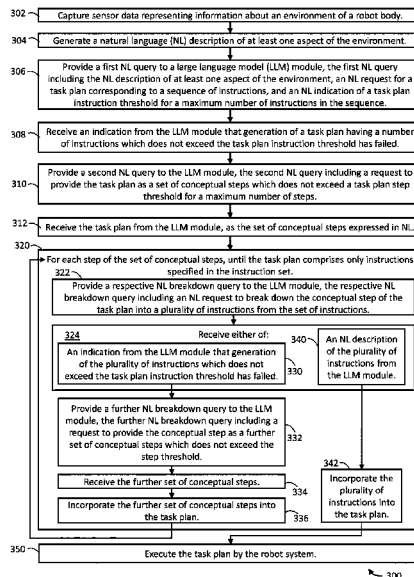 302
Capture sensor data representing information about an environment of a robot body.
304
Generate a natural language (NL) description of at least one aspect of the environment.
306
Provide a first NL query to a large language model (LLM) module, the first NL query
including the NL description of at least one aspect of the environment, an NL request for a
task plan corresponding to a sequence of instructions, and an NL indication of a task plan
instruction threshold for a maximum number of instructions in the sequence.
308
Receive an indication from the LLM module that generation of a task plan having a number
of instructions which does not exceed the task plan instruction threshold has failed.
310
Provide a second NL query to the LLM module, the second NL query including a request to
provide the task plan as a set of conceptual steps which does not exceed a task plan step
threshold for a maximum number of steps.
312
Receive the task plan from the LLM module, as the set of conceptual steps expressed in NL.
320
For each step of the set of conceptual steps, until the task plan comprises only instructions
specified in the instruction set.
322
Provide a respective NL breakdown query to the LLM module, the respective NL
breakdown query including an NL request to break down the conceptual step of the
task plan into a plurality of instructions from the set of instructions.
324
Receive either of:
An indication from the LLM module that generation
of the plurality of instructions which does not
exceed the task plan instruction threshold has failed.
330
340
An NL description
of the plurality of
instructions from
the LLM module.
Provide a further NL breakdown query to the LLM
module, the further NL breakdown query including a
request to provide the conceptual step as a further
set of conceptual steps which does not exceed the
step threshold.
332
Receive the further set of conceptual steps.
334
Incorporate the further set of conceptual steps into
the task plan.
336
342
Incorporate
the plurality of
instructions into
the task plan.
350
Execute the task plan by the robot system.
300